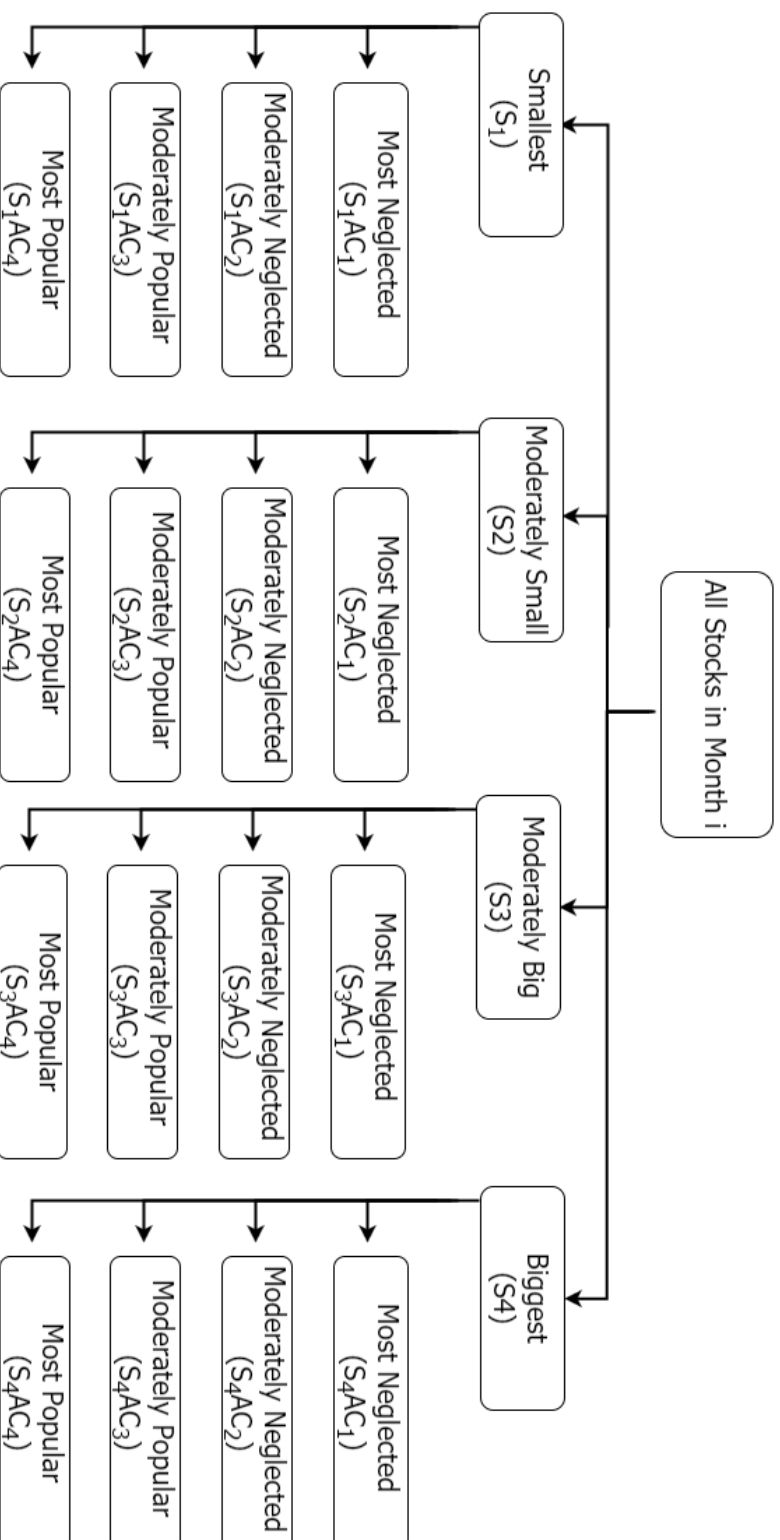 All Stocks in Month i
Smallest
(S₁)
Most Neglected
(S₁AC₁)
Moderately Neglected
(S₁AC₂)
Moderately Popular
(S₁AC₃)
Most Popular
(S₁AC₄)
Moderately Small
(S2)
Most Neglected
(S₂AC₁)
Moderately Neglected
(S₂AC₂)
Moderately Popular
(S₂AC₃)
Most Popular
(S₂AC₄)
Moderately Big
(S3)
Most Neglected
(S₃AC₁)
Moderately Neglected
(S₃AC₂)
Moderately Popular
(S₃AC₃)
Most Popular
(S₃AC₄)
Biggest
(S4)
Most Neglected
(S₄AC₁)
Moderately Neglected
(S₄AC₂)
Moderately Popular
(S₄AC₃)
Most Popular
(S₄AC₄)